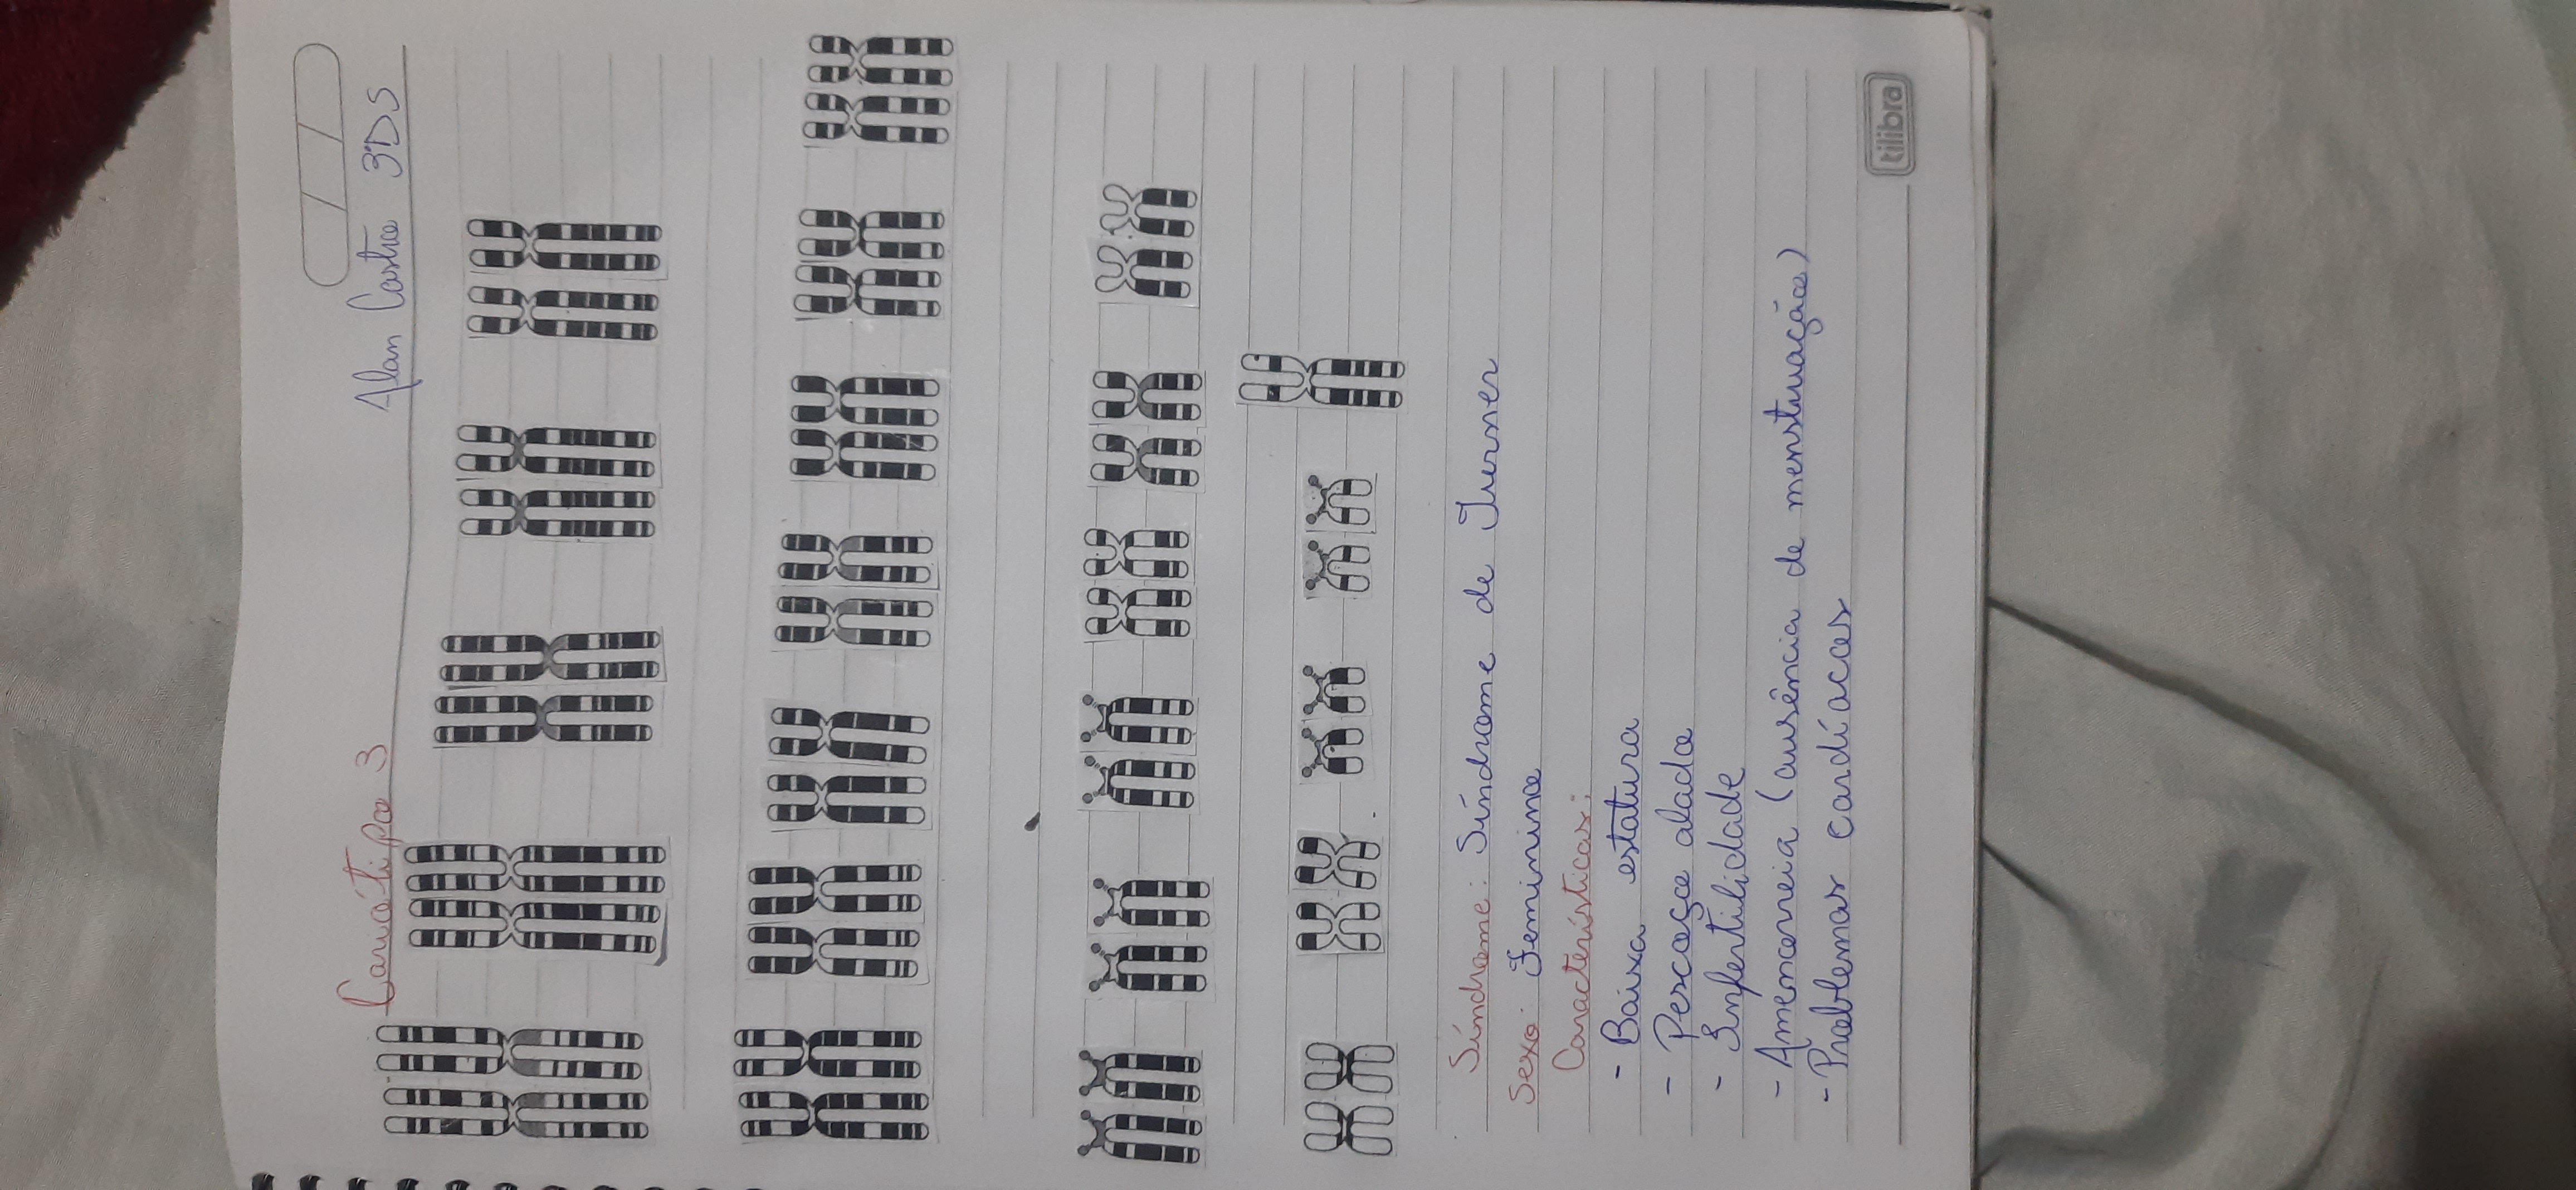 Cariótipo 3
Alan Castro 3°DS
Síndrome: Síndrome de Turner
Sexo: Feminino
Características:
- Baixa estatura
- Pescoço alado
- Infertilidade
- Amenorreia (ausência de menstruação)
- Problemas cardíacos
tilibra